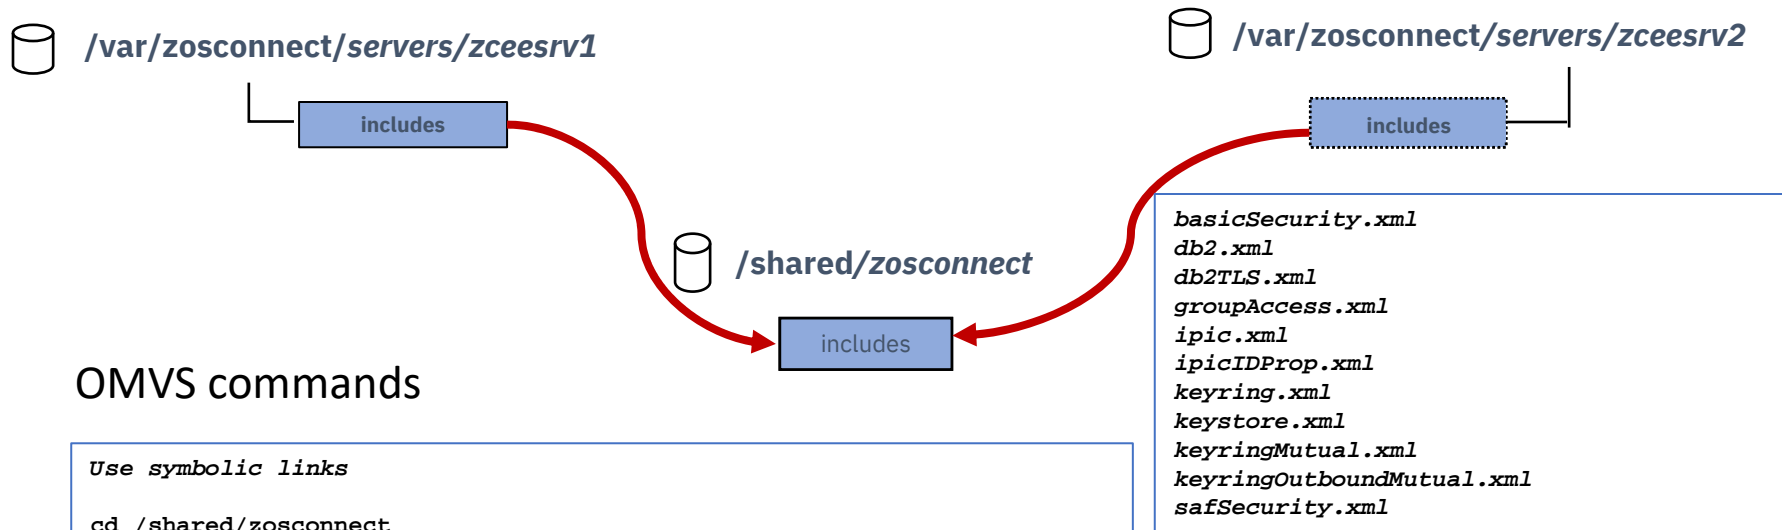 /var/zosconnect/servers/zceesrv1
/var/zosconnect/servers/zceesrv2
includes
includes
/shared/zosconnect
includes
basicSecurity.xml
db2.xml
db2TLS.xml
groupAccess.xml
ipic.xml
ipicIDProp.xml
keyring.xml
keystore.xml
keyringMutual.xml
keyringOutboundMutual.xml
safSecurity.xml
OMVS commands
Use symbolic links
cd /shared/zosconnect